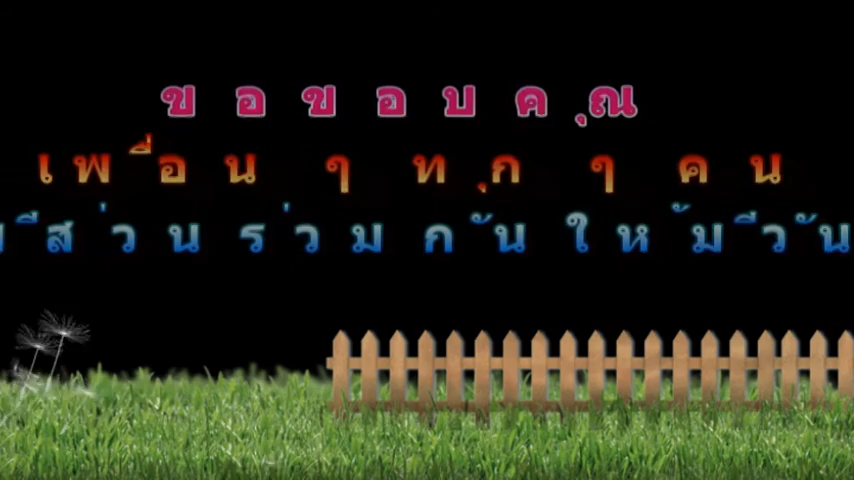 ขอขอบคุณ
เพื่อน ๆ ทุก ๆ คน
มีส่วนร่วมกันให้มีวัน